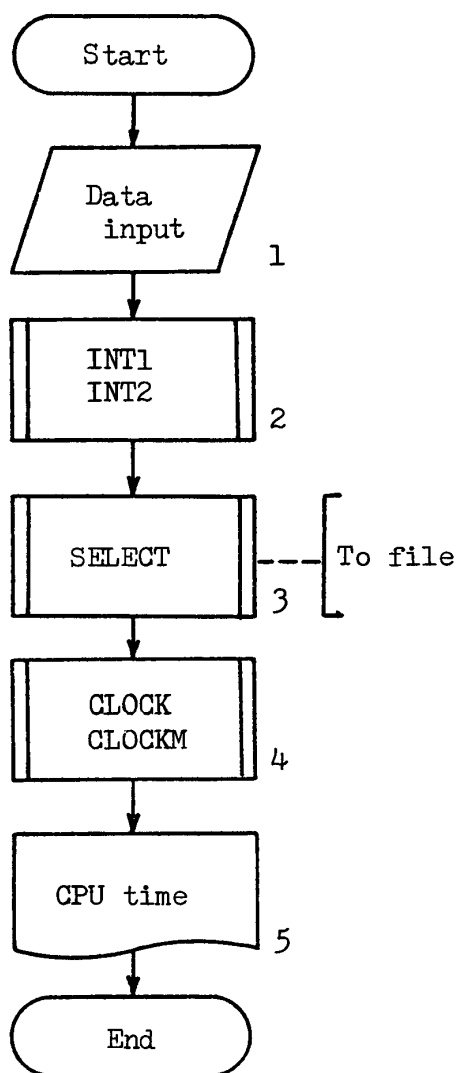 Start
Data
input
1
INT1
INT2
2
SELECT
3
To file
CLOCK
CLOCKM
4
CPU time
5
End